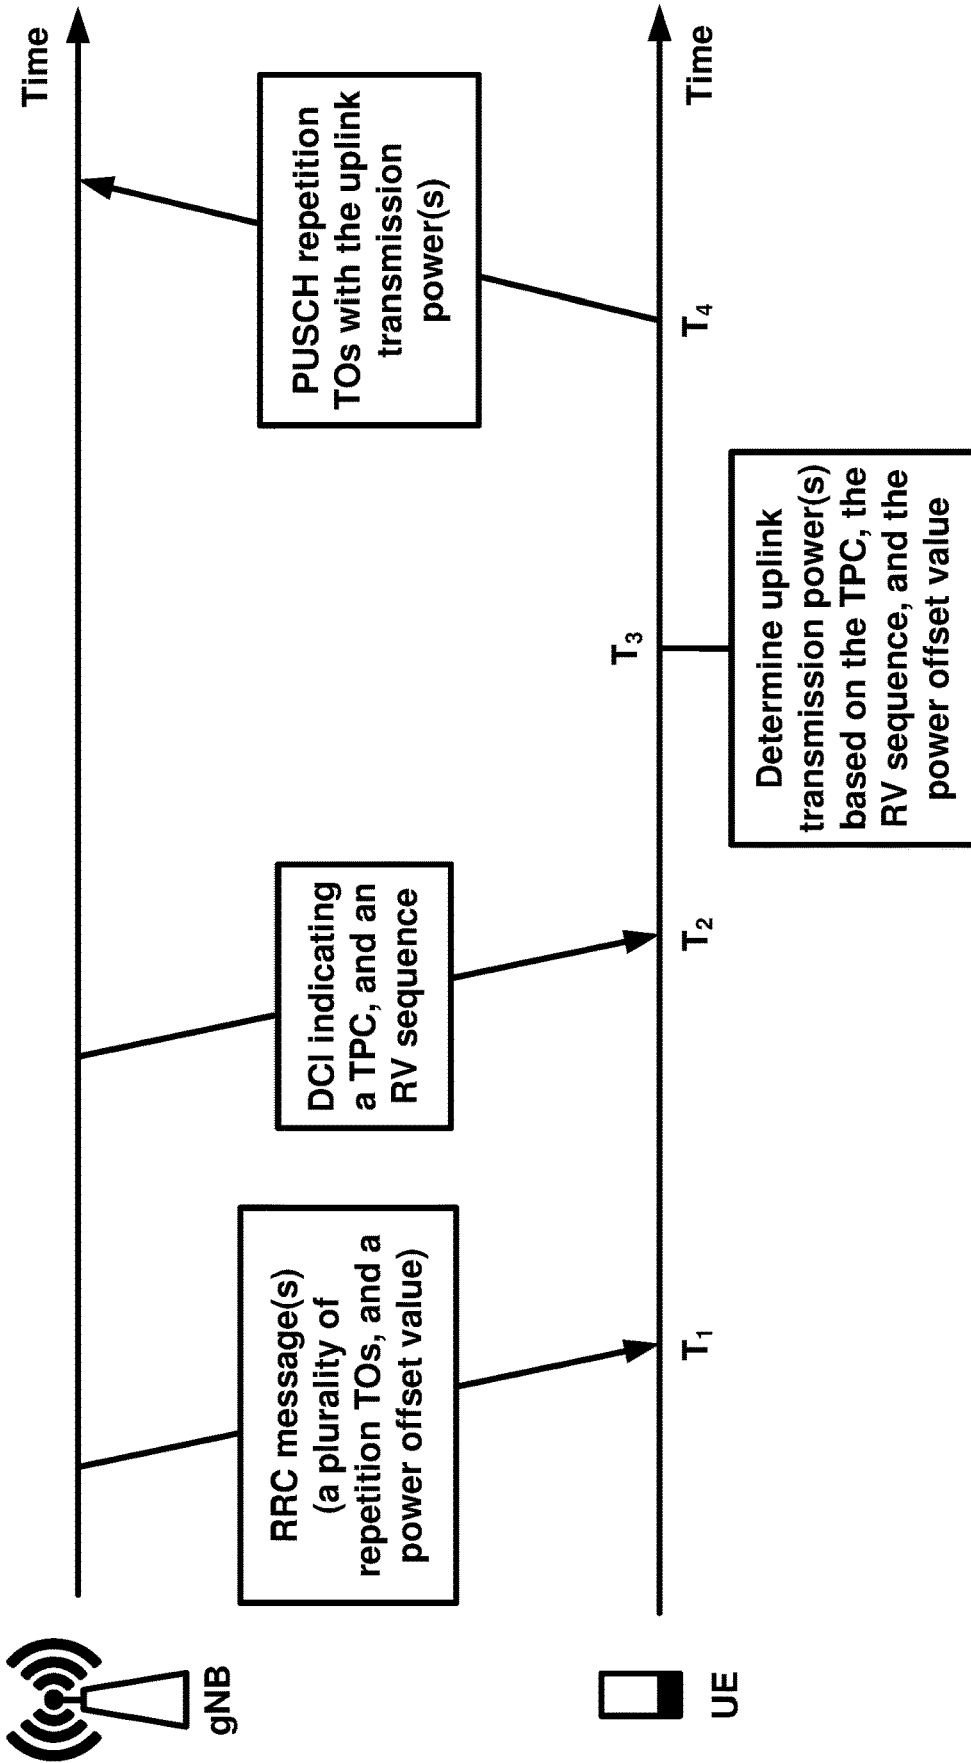 Time
gNB
RRC message(s)
(a plurality of
repetition TOs, and a
power offset value)
DCI indicating
a TPC, and an
RV sequence
PUSCH repetition
TOs with the uplink
transmission
power(s)
UE
T1
T2
T3
T4
Time
Determine uplink
transmission power(s)
based on the TPC, the
RV sequence, and the
power offset value